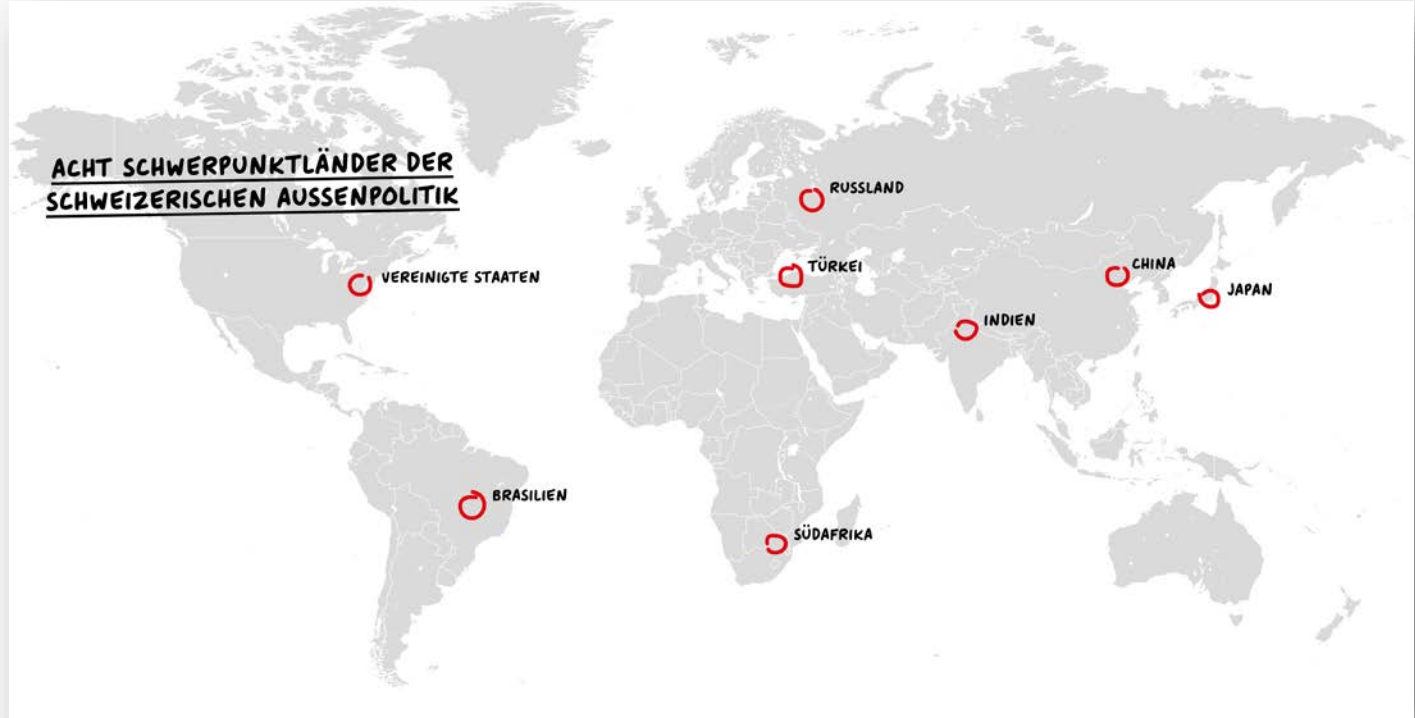 ACHT SCHWERPUNKTLÄNDER DER
SCHWEIZERISCHEN AUSSENPOLITIK
RUSSLAND
TÜRKEI
CHINA
VEREINIGTE STAATEN
JAPAN
INDIEN
BRASILIEN
SÜDAFRIKA